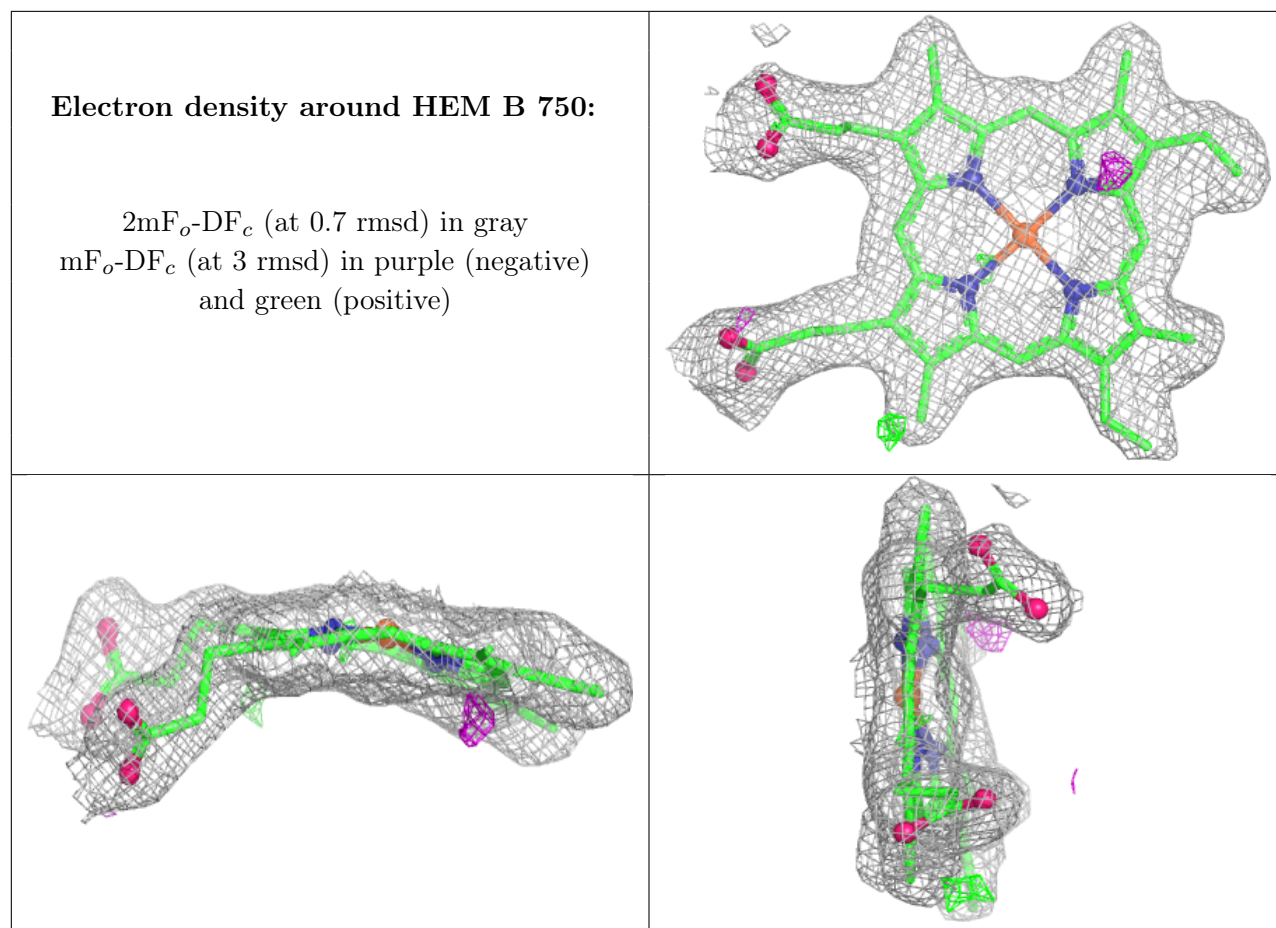 Electron density around HEM B 750:
2mFo-DFc (at 0.7 rmsd) in gray
mFo-DFc (at 3 rmsd) in purple (negative)
and green (positive)